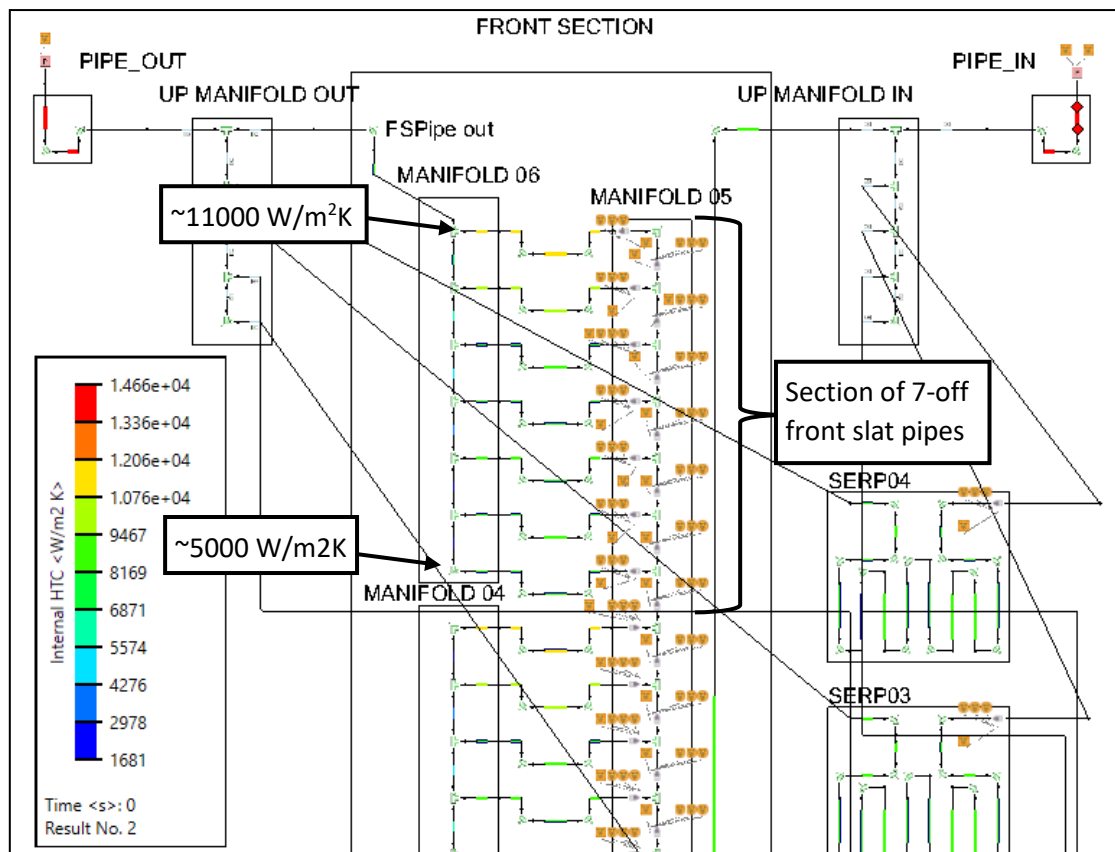 FRONT SECTION
PIPE_OUT
PIPE_IN
UP MANIFOLD OUT
UP MANIFOLD IN
FSPipe out
MANIFOLD 06
MANIFOLD 05
~11000 W/m²K
Section of 7-off
front slat pipes
SERP04
~5000 W/m2K
MANIFOLD 04
SERP03
Internal HTC <W/m2 K>
1.466e+04
1.336e+04
1.206e+04
1.076e+04
9467
8169
6871
5574
4276
2978
1681
Time <s>: 0
Result No. 2